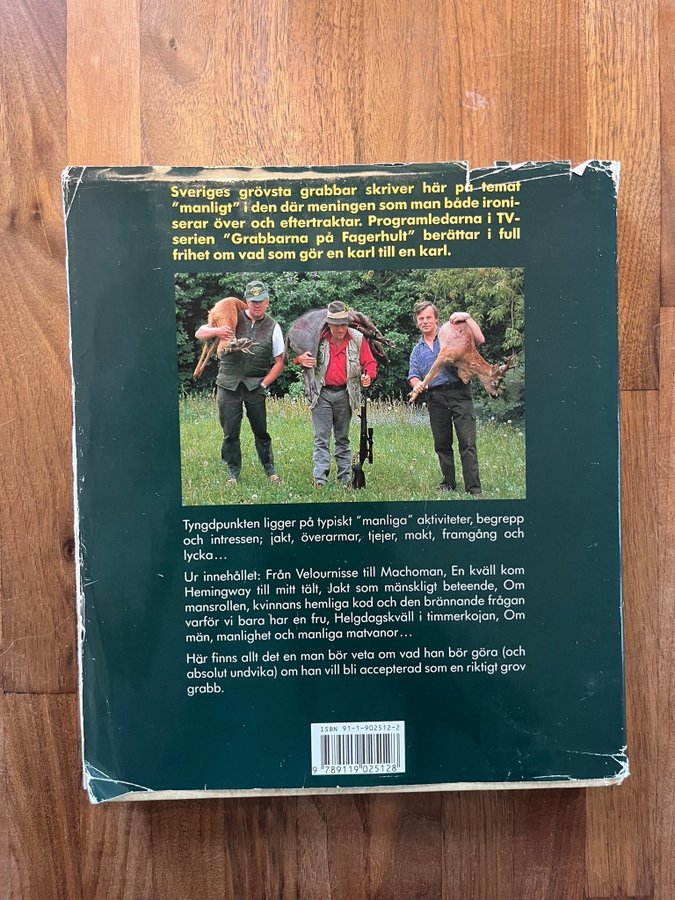 Sveriges grövsta grabbar skriver här på temat
"manligt" i den där meningen som man både ironi-
serar över och eftertraktar. Programledarna i TV-
serien "Grabbarna på Fagerhult" berättar i full
frihet om vad som gör en karl till en karl.
Tyngdpunkten ligger på typiskt "manliga" aktiviteter, begrepp
och intressen; jakt, överarmar, tjejer, makt, framgång och
lycka...
Ur innehållet: Från Velournisse till Machoman, En kväll kom
Hemingway till mitt tält, Jakt som mänskligt beteende, Om
mansrollen, kvinnans hemliga kod och den brännande frågan
varför vi bara har en fru, Helgdagskväll i timmerkojan, Om
män, manlighet och manliga matvanor...
Här finns allt det en man bör veta om vad han bör göra (och
absolut undvika) om han vill bli accepterad som en riktigt grov
grabb.
ISBN 91-1-902512-2
9 789119 025128